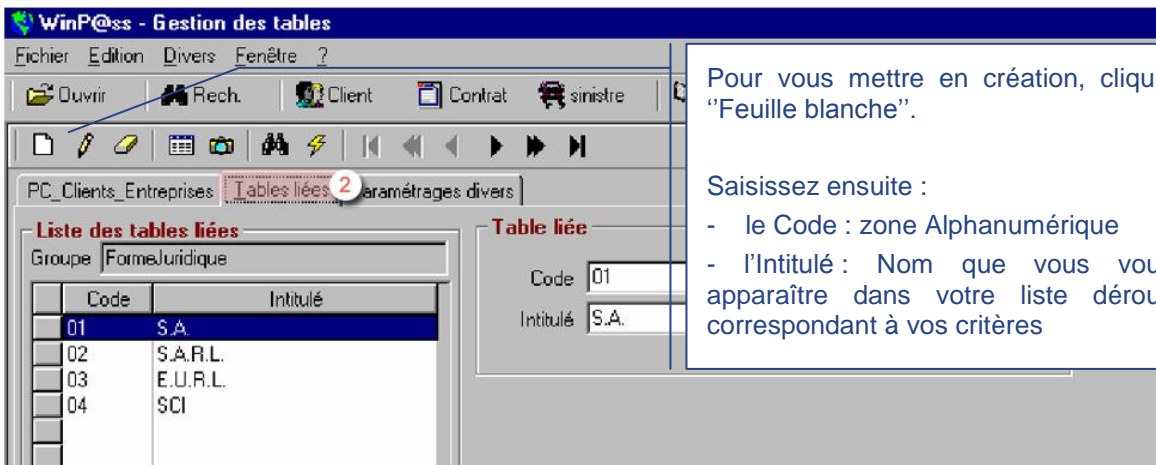 WinP@ss - Gestion des tables
Fichier Edition Divers Fenêtre ?
Ouvrir Rech. Client Contrat sinistre
PC_Clients_Entreprises Tables liées 2 aramétrages divers
Liste des tables liées
Groupe FormeJuridique
Code Intitulé
01 S.A.
02 S.A.R.L.
03 E.U.R.L.
04 SCI
Table liée
Code 01
Intitulé S.A.
Pour vous mettre en création, cliqu
‘’Feuille blanche’’.
Saisissez ensuite :
- le Code : zone Alphanumérique
- l’Intitulé : Nom que vous vou
apparaître dans votre liste dérou
correspondant à vos critères